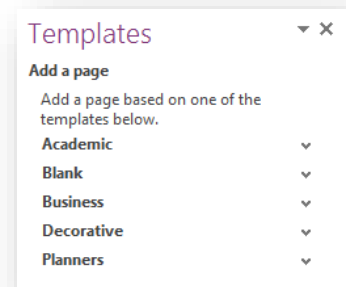 Templates
Add a page
Add a page based on one of the
templates below.
Academic
Blank
Business
Decorative
Planners